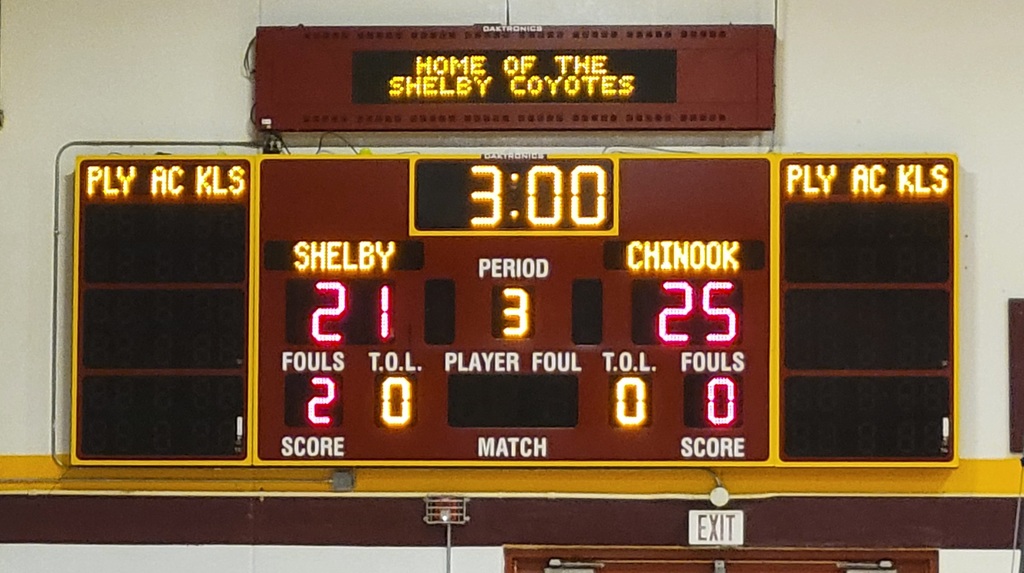 DAKTRONICS
HOME OF THE
SHELBY COYOTES
DAKTRONICS
PLY AC KLS
3:00
PLY AC KLS
SHELBY
PERIOD
CHINOOK
21
3
25
FOULS T.O.L. PLAYER FOUL T.O.L. FOULS
2
0
0
0
SCORE
MATCH
SCORE
EXIT